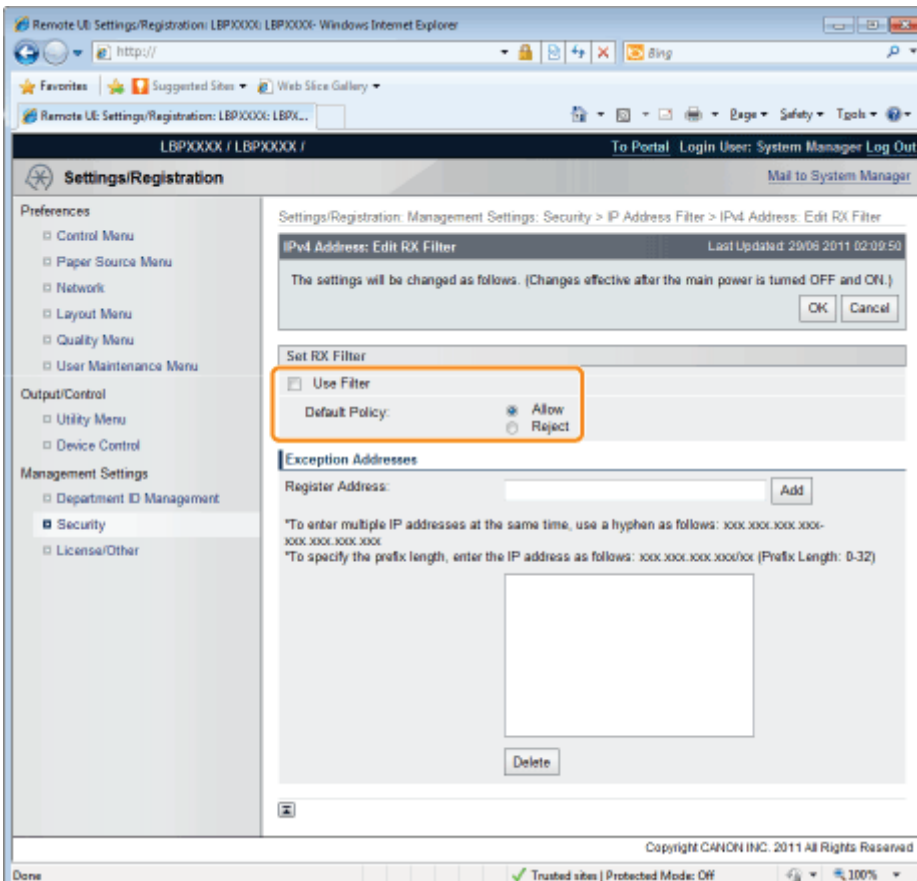 Remote UI: Settings/Registration: LBPXXXX: LBPXXXX- Windows Internet Explorer
http://
Bing
Favorites Suggested Sites Web Slice Gallery
Remote UI: Settings/Registration: LBPXXXX: LBPX...
Page Safety Tools
LBPXXXX / LBPXXXX / To Portal Login User: System Manager Log Out
Settings/Registration Mail to System Manager
Preferences
Control Menu
Paper Source Menu
Network
Layout Menu
Quality Menu
User Maintenance Menu
Output/Control
Utility Menu
Device Control
Management Settings
Department ID Management
Security
License/Other
Settings/Registration: Management Settings: Security > IP Address Filter > IPv4 Address: Edit RX Filter
IPv4 Address: Edit RX Filter Last Updated: 29/06 2011 02:09:50
The settings will be changed as follows. (Changes effective after the main power is turned OFF and ON.)
OK Cancel
Set RX Filter
Use Filter
Default Policy: Allow
Reject
Exception Addresses
Register Address: Add
*To enter multiple IP addresses at the same time, use a hyphen as follows: xxx.xxx.xxx.xxx-
xxx.xxx.xxx.xxx
*To specify the prefix length, enter the IP address as follows: xxx.xxx.xxx.xxx/xx (Prefix Length: 0-32)
Delete
Copyright CANON INC. 2011 All Rights Reserved
Done Trusted sites | Protected Mode: Off 100%